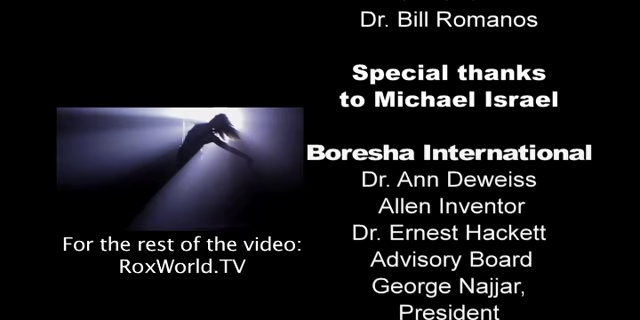 Dr. Bill Romanos
Special thanks
to Michael Israel
Boresha International
Dr. Ann Deweiss
Allen Inventor
Dr. Ernest Hackett
Advisory Board
George Najjar,
President
For the rest of the video:
RoxWorld.TV